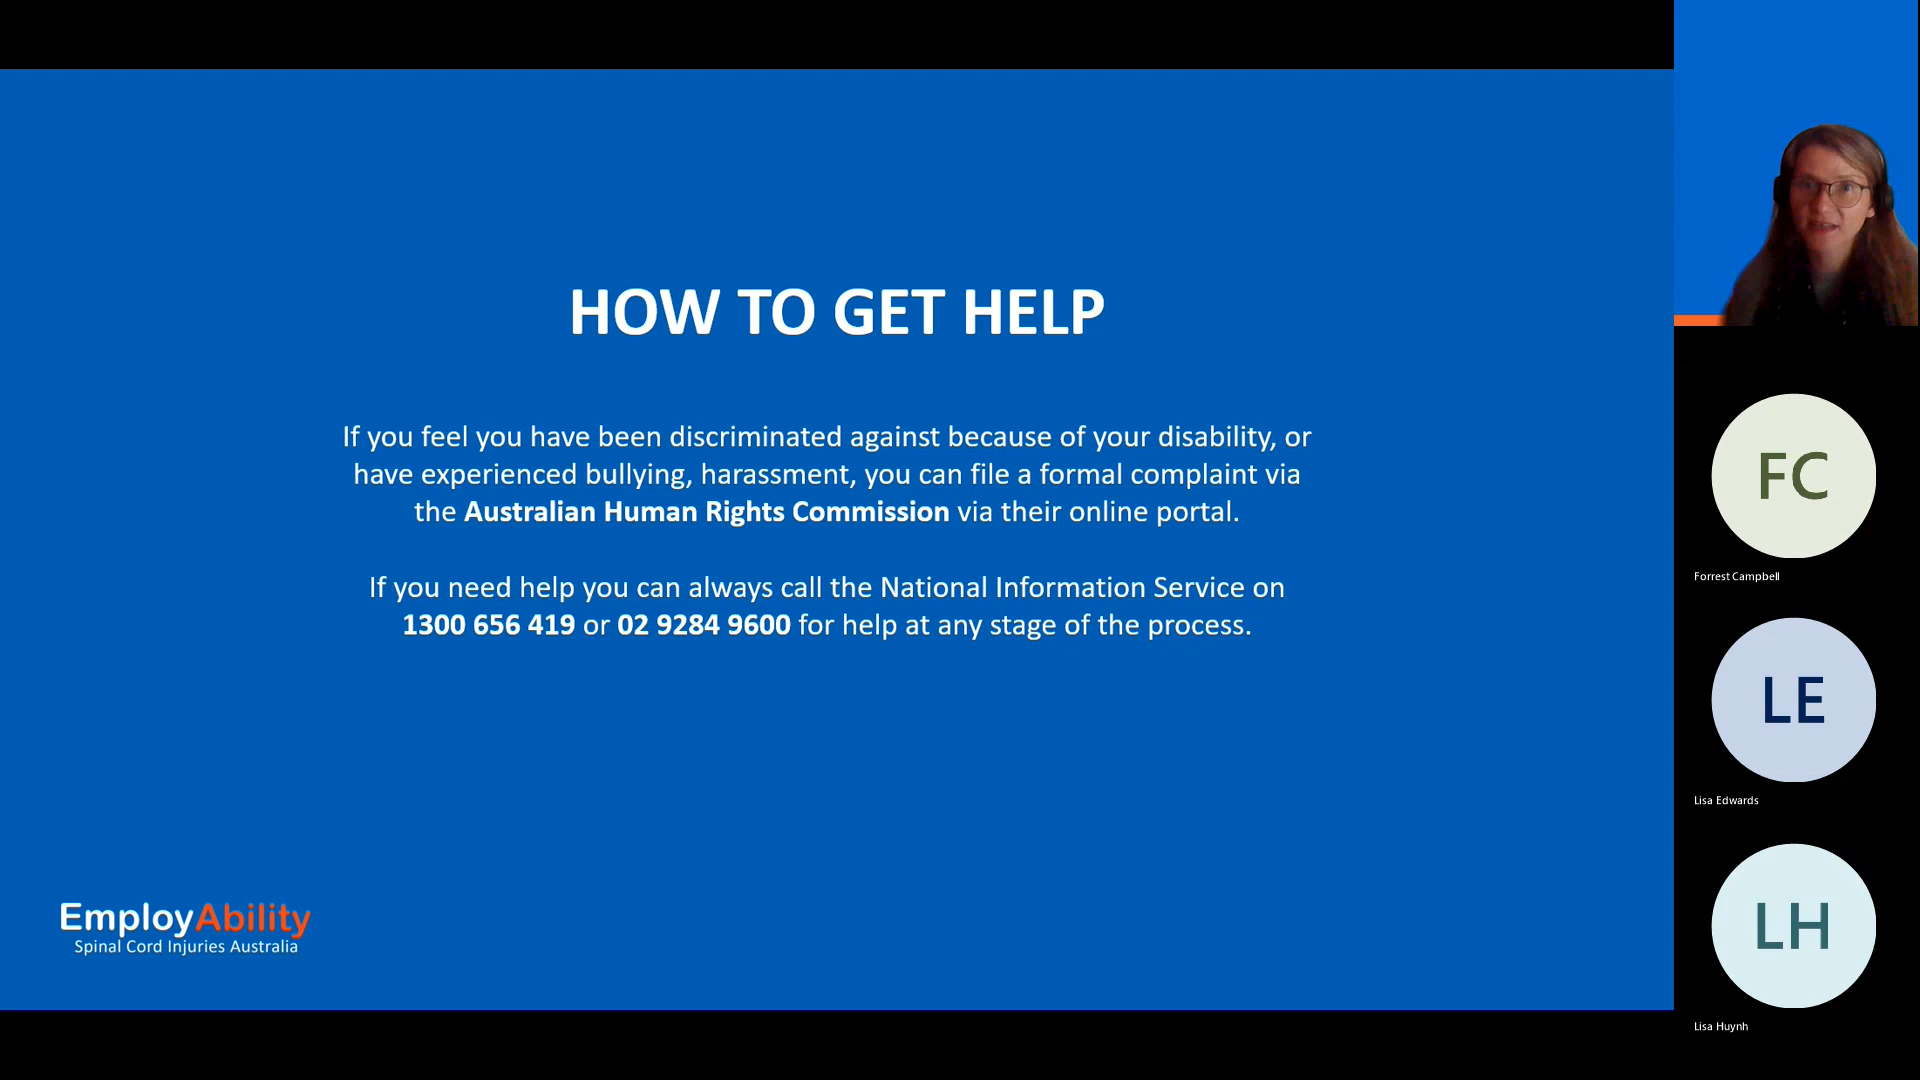 HOW TO GET HELP
If you feel you have been discriminated against because of your disability, or
have experienced bullying, harassment, you can file a formal complaint via
the Australian Human Rights Commission via their online portal.
If you need help you can always call the National Information Service on
1300 656 419 or 02 9284 9600 for help at any stage of the process.
EmployAbility
Spinal Cord Injuries Australia
FC
Forrest Campbell
LE
Lisa Edwards
LH
Lisa Huynh